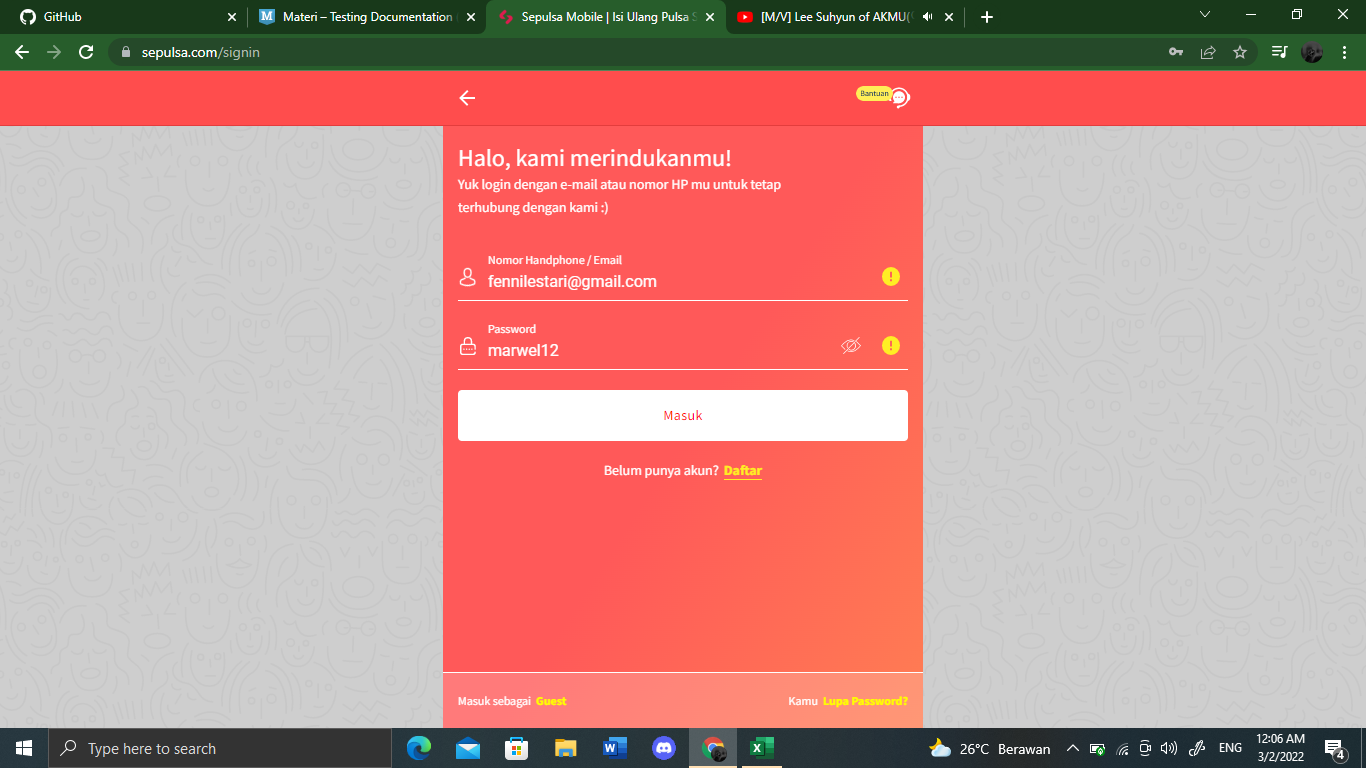 GitHub
Materi – Testing Documentation
Sepulsa Mobile | Isi Ulang Pulsa S
[M/V] Lee Suhyun of AKMU(
sepulsa.com/signin
Bantuan
Halo, kami merindukanmu!
Yuk login dengan e-mail atau nomor HP mu untuk tetap
terhubung dengan kami :)
Nomor Handphone / Email
fennilestari@gmail.com
Password
marwel12
Masuk
Belum punya akun? Daftar
Masuk sebagai Guest
Kamu Lupa Password?
Type here to search
26°C Berawan
ENG
12:06 AM
3/2/2022
4